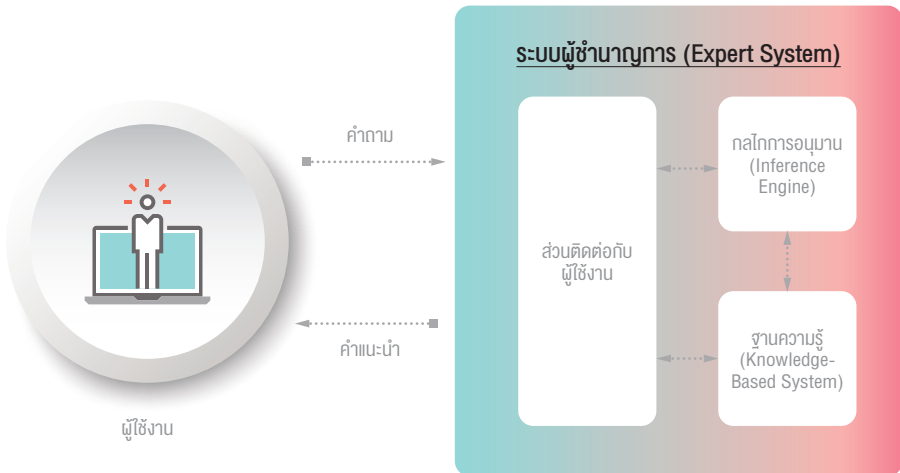 ระบบผู้ชำนาญการ (Expert System)
คำถาม
กลไกการอนุมาน
(Inference
Engine)
ส่วนติดต่อกับ
ผู้ใช้งาน
คำแนะนำ
ฐานความรู้
(Knowledge-
Based System)
ผู้ใช้งาน